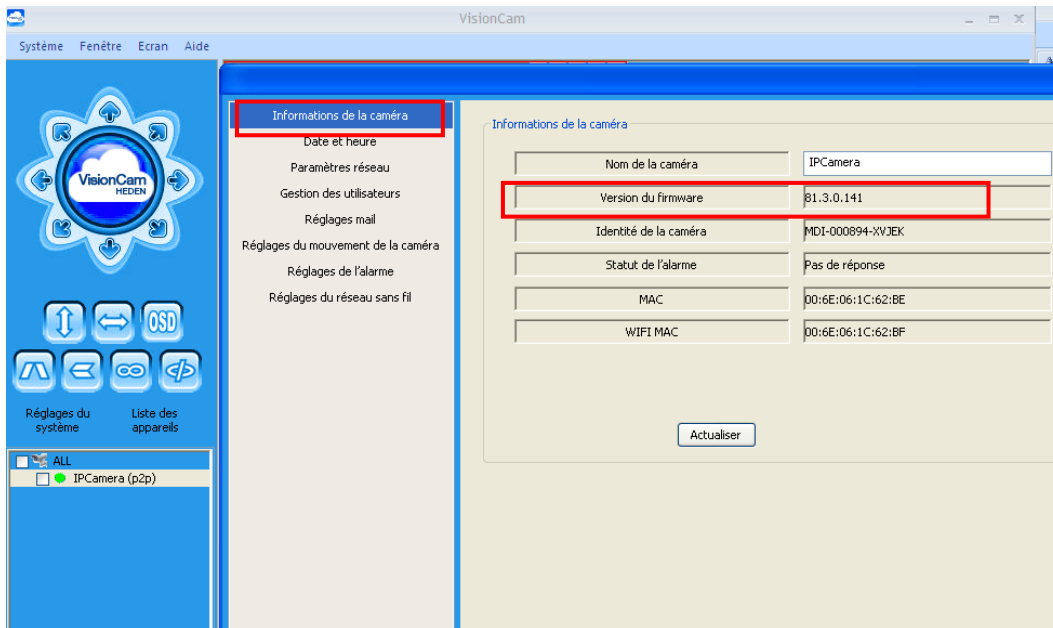 VisionCam
Système Fenêtre Ecran Aide
VisionCam
HEDEN
OSD
Réglages du système
Liste des appareils
ALL
IPCamera (p2p)
Informations de la caméra
Date et heure
Paramètres réseau
Gestion des utilisateurs
Réglages mail
Réglages du mouvement de la caméra
Réglages de l'alarme
Réglages du réseau sans fil
Informations de la caméra
Nom de la caméra IPCamera
Version du firmware 81.3.0.141
Identité de la caméra MDI-000894-XVJEK
Statut de l'alarme Pas de réponse
MAC 00:6E:06:1C:62:BE
WIFI MAC 00:6E:06:1C:62:BF
Actualiser